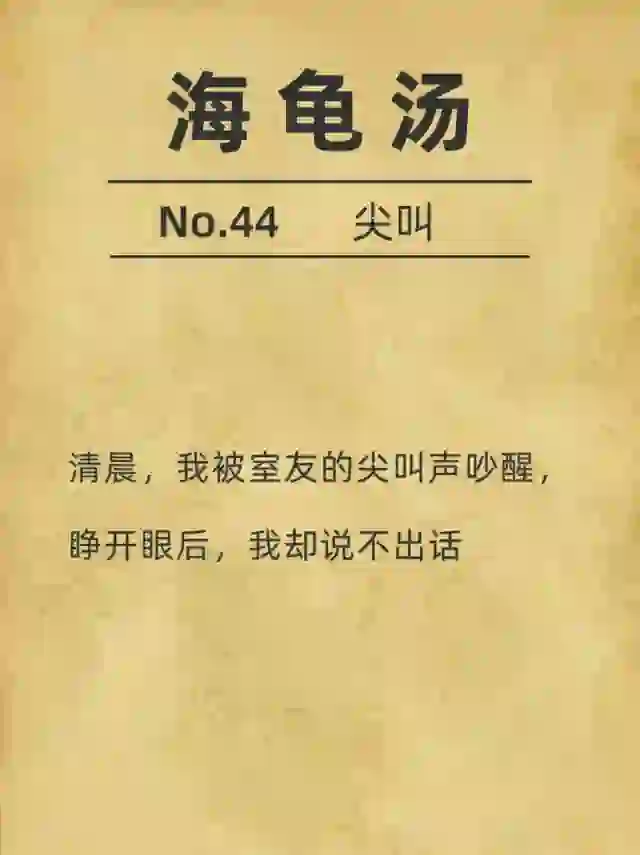 海龟汤
No.44 尖叫
清晨，我被室友的尖叫声吵醒，
睁开眼后，我却说不出话